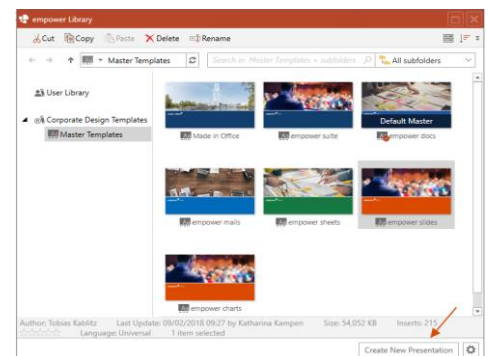 empower Library
Cut Copy Paste Delete Rename
Master Templates Search in Master Templates + subfolders All subfolders
User Library
Corporate Design Templates
Master Templates
Default Master
Made in Office empower suite empower docs
empower mails empower sheets empower slides
empower charts
Author: Tobias Kablitz Last Update: 09/02/2018 09:27 by Katharina Kampen Size: 54,052 KB Inserts: 215
Language: Universal 1 item selected
Create New Presentation